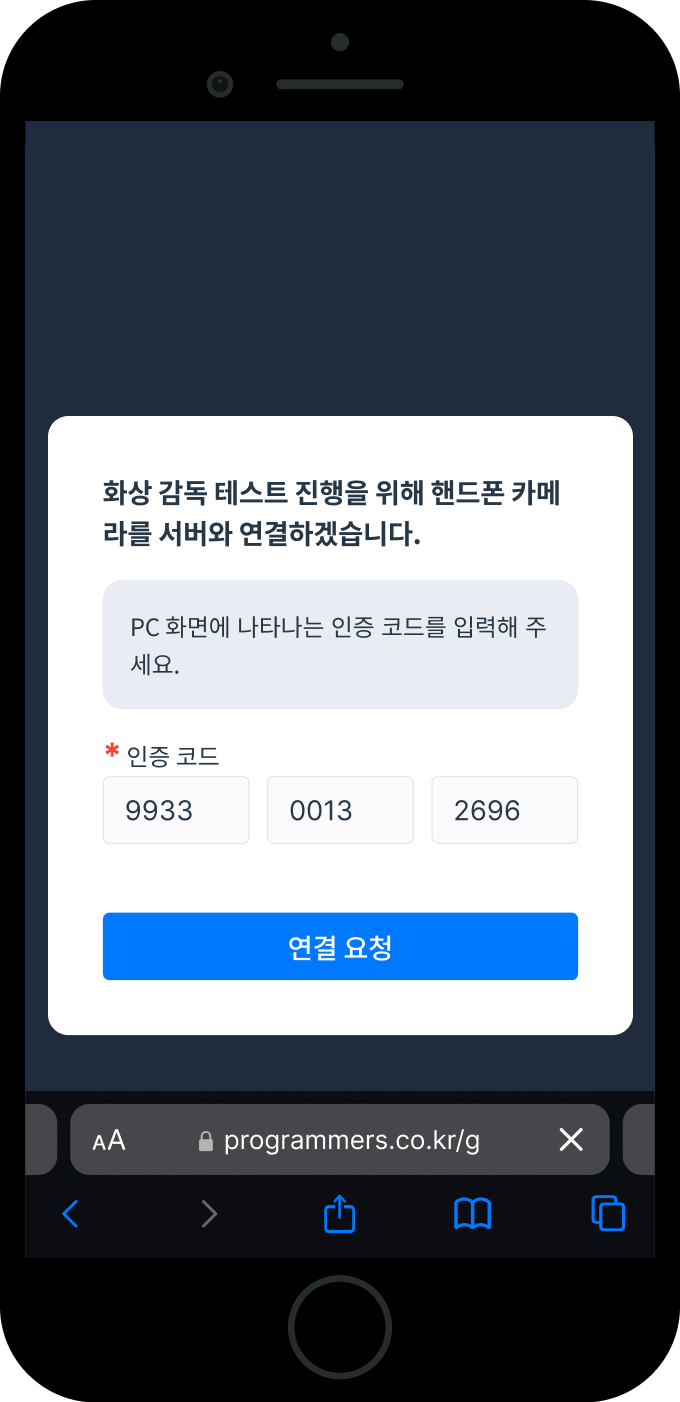 화상 감독 테스트 진행을 위해 핸드폰 카메
라를 서버와 연결하겠습니다.
PC 화면에 나타나는 인증 코드를 입력해 주
세요.
* 인증 코드
9933 0013 2696
연결 요청
AA programmers.co.kr/g